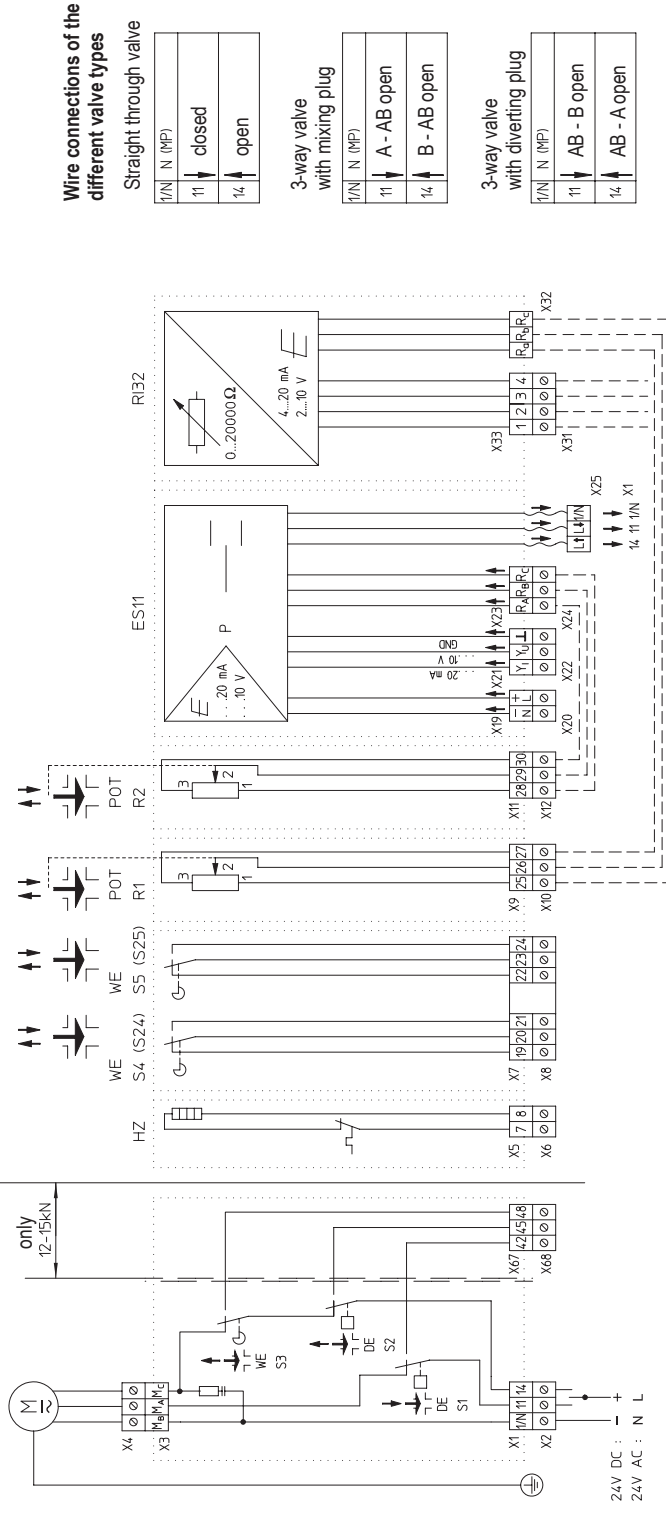 Wire connections of the
different valve types
Straight through valve
1/N N (MP)
11 closed
14 open
3-way valve
with mixing plug
1/N N (MP)
11 A - AB open
14 B - AB open
3-way valve
with diverting plug
1/N N (MP)
11 AB - B open
14 AB - A open
only
12-15kN
HZ
WE
S4 (S24)
WE
S5 (S25)
POT
R1
POT
R2
ES11
RI32
M
X4
X3
MB MA MC
WE
S3
DE
S2
DE
S1
3
2
1
3
2
1
P
...20 mA
...10 V
0...20000Ω
4...20 mA
2...10 V
...20 mA
...10 V
GND
X1
1/N 11 14
X2
X67
42 45 48
X68
X5
7 8
X6
X7
19 20 21
22 23 24
X8
X9
25 26 27
X10
X11
28 29 30
X12
X19
− +
N L
X20
X21
YI YU ⊥
X22
X23
RA RB RC
X24
L↑ L↓ 1/N
X25
14 11 1/N
X1
X33
1 2 3 4
X31
Ra Rb Rc
X32
24V DC : − +
24V AC : N L